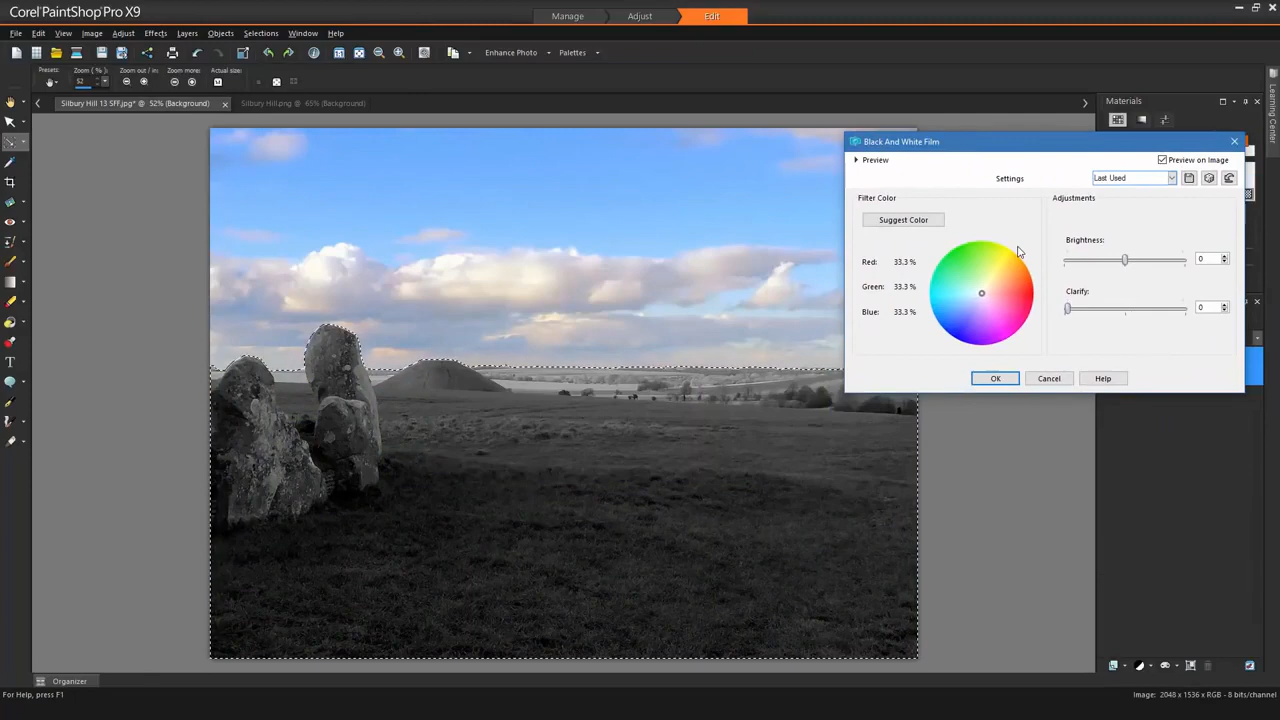 Corel PaintShop Pro X9
Manage
Adjust
Edit
File Edit View Image Adjust Effects Layers Objects Selections Window Help
Enhance Photo
Palettes
Presets:
Zoom ( % ):
Zoom out / in:
Zoom more:
Actual size:
52
Silbury Hill 13 SFF.jpg* @ 52% (Background)
Silbury Hill.png @ 65% (Background)
Materials
Learning Center
Black And White Film
Preview
Preview on Image
Settings
Last Used
Filter Color
Adjustments
Suggest Color
Brightness:
0
Red: 33.3 %
Green: 33.3 %
Clarify:
0
Blue: 33.3 %
OK
Cancel
Help
Organizer
For Help, press F1
Image: 2048 x 1536 x RGB - 8 bits/channel